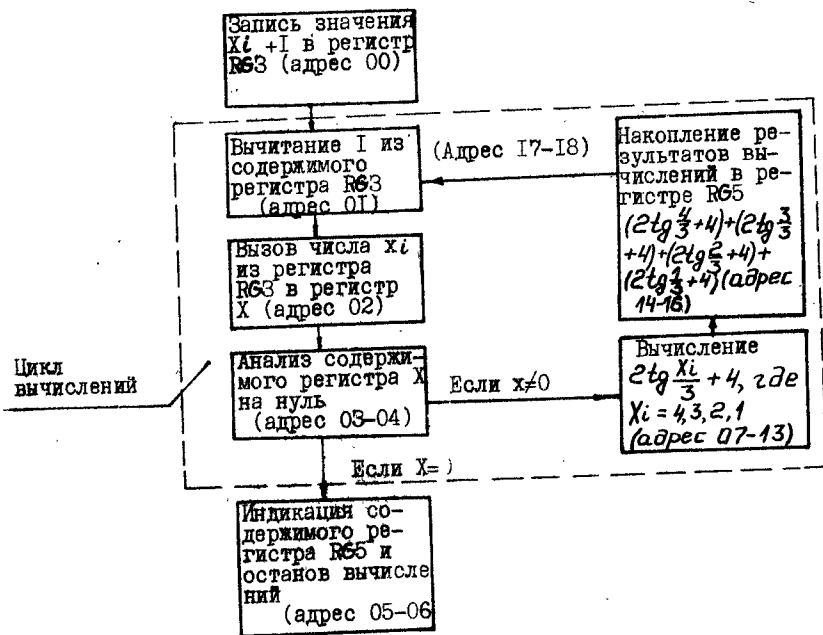 Запись значения
Xi +I в регистр
RG3 (адрес 00)
Вычитание I из
содержимого
регистра RG3
(адрес 0I)
(Адрес I7-I8)
Накопление ре-
зультатов вы-
числений в ре-
гистре RG5
(2tg 4/3 +4)+(2tg 3/3
+4)+(2tg 2/3 +4)+
(2tg 1/3 +4) (адрес
14-16)
Вызов числа Xi
из регистра
RG3 в регистр
X (адрес 02)
Цикл
вычислений
Анализ содержи-
мого регистра X
на нуль
(адрес 03-04)
Если x≠0
Вычисление
2tg Xi/3 + 4, где
Xi = 4,3,2,1
(адрес 07-13)
Если X= )
Индикация со-
держимого ре-
гистра RG5 и
останов вычисле
ний
(адрес 05-06